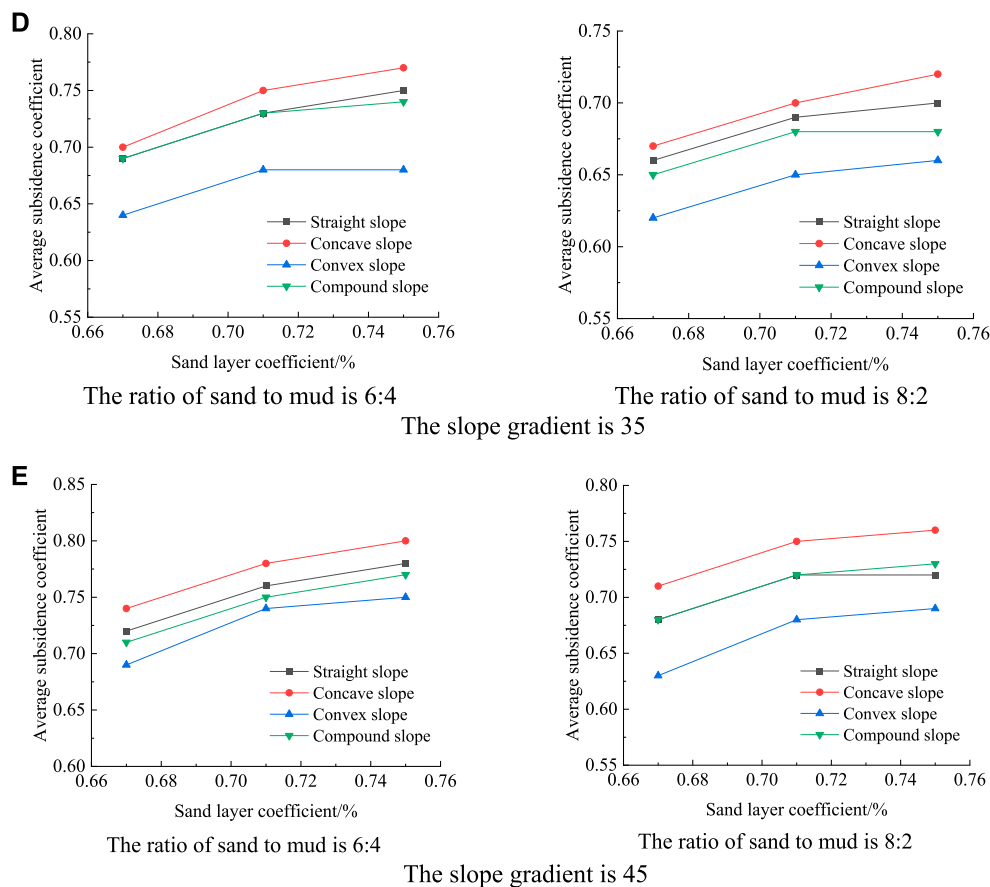 D
0.80
0.75
0.70
0.65
0.60
0.55
Average subsidence coefficient
Straight slope
Concave slope
Convex slope
Compound slope
0.66 0.68 0.70 0.72 0.74 0.76
Sand layer coefficient/%
The ratio of sand to mud is 6:4
0.75
0.70
0.65
0.60
0.55
Average subsidence coefficient
Straight slope
Concave slope
Convex slope
Compound slope
0.66 0.68 0.70 0.72 0.74 0.76
Sand layer coefficient/%
The ratio of sand to mud is 8:2
The slope gradient is 35
E
0.85
0.80
0.75
0.70
0.65
0.60
Average subsidence coefficient
Straight slope
Concave slope
Convex slope
Compound slope
0.66 0.68 0.70 0.72 0.74 0.76
Sand layer coefficient/%
The ratio of sand to mud is 6:4
0.80
0.75
0.70
0.65
0.60
0.55
Average subsidence coefficient
Straight slope
Concave slope
Convex slope
Compound slope
0.66 0.68 0.70 0.72 0.74 0.76
Sand layer coefficient/%
The ratio of sand to mud is 8:2
The slope gradient is 45